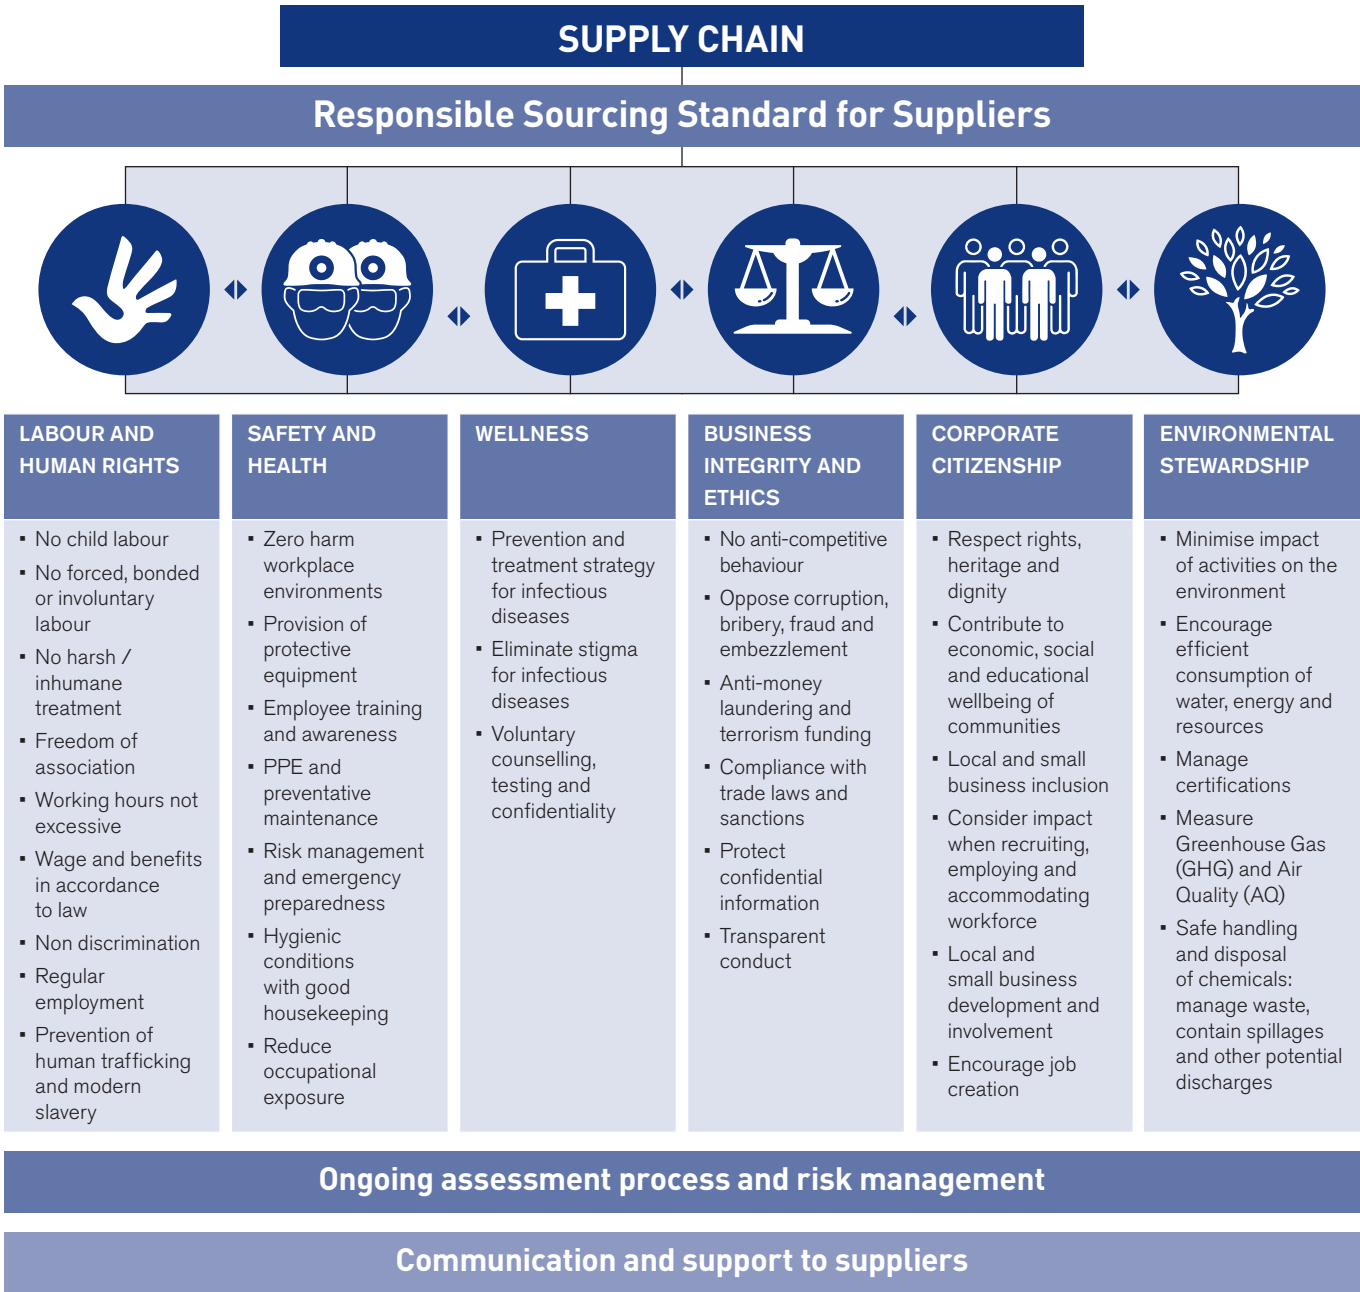 SUPPLY CHAIN
Responsible Sourcing Standard for Suppliers
LABOUR AND
HUMAN RIGHTS
▪ No child labour
▪ No forced, bonded
or involuntary
labour
▪ No harsh /
inhumane
treatment
▪ Freedom of
association
▪ Working hours not
excessive
▪ Wage and benefits
in accordance
to law
▪ Non discrimination
▪ Regular
employment
▪ Prevention of
human trafficking
and modern
slavery
SAFETY AND
HEALTH
▪ Zero harm
workplace
environments
▪ Provision of
protective
equipment
▪ Employee training
and awareness
▪ PPE and
preventative
maintenance
▪ Risk management
and emergency
preparedness
▪ Hygienic
conditions
with good
housekeeping
▪ Reduce
occupational
exposure
WELLNESS
▪ Prevention and
treatment strategy
for infectious
diseases
▪ Eliminate stigma
for infectious
diseases
▪ Voluntary
counselling,
testing and
confidentiality
BUSINESS
INTEGRITY AND
ETHICS
▪ No anti-competitive
behaviour
▪ Oppose corruption,
bribery, fraud and
embezzlement
▪ Anti-money
laundering and
terrorism funding
▪ Compliance with
trade laws and
sanctions
▪ Protect
confidential
information
▪ Transparent
conduct
CORPORATE
CITIZENSHIP
▪ Respect rights,
heritage and
dignity
▪ Contribute to
economic, social
and educational
wellbeing of
communities
▪ Local and small
business inclusion
▪ Consider impact
when recruiting,
employing and
accommodating
workforce
▪ Local and
small business
development and
involvement
▪ Encourage job
creation
ENVIRONMENTAL
STEWARDSHIP
▪ Minimise impact
of activities on the
environment
▪ Encourage
efficient
consumption of
water, energy and
resources
▪ Manage
certifications
▪ Measure
Greenhouse Gas
(GHG) and Air
Quality (AQ)
▪ Safe handling
and disposal
of chemicals:
manage waste,
contain spillages
and other potential
discharges
Ongoing assessment process and risk management
Communication and support to suppliers